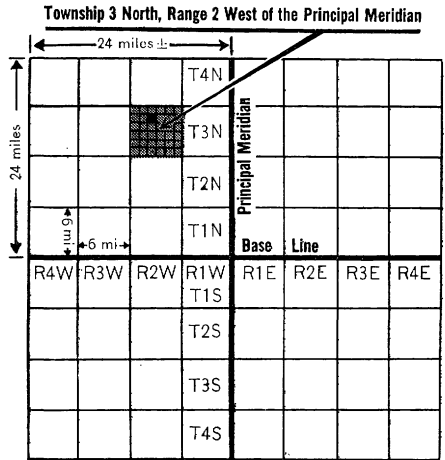 Township 3 North, Range 2 West of the Principal Meridian
24 miles ±
24 miles
T4N
T3N
Principal Meridian
T2N
6 mi
6 mi
T1N
Base Line
R4W R3W R2W R1W R1E R2E R3E R4E
T1S
T2S
T3S
T4S